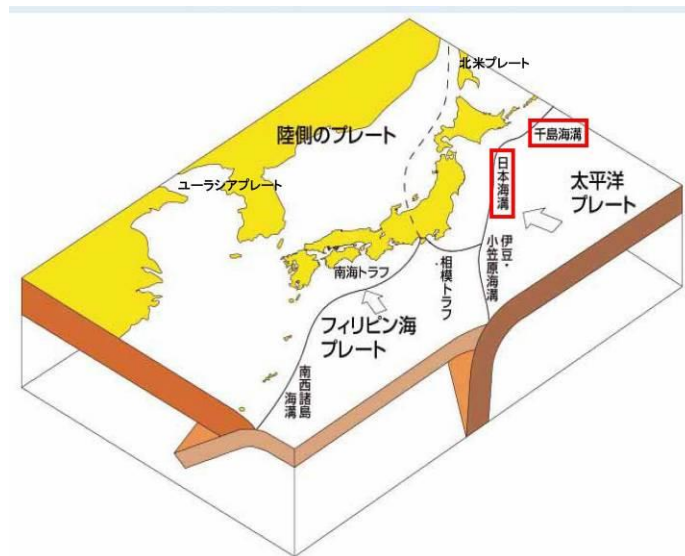 北米プレート
陸側のプレート
千島海溝
ユーラシアプレート
日本海溝
太平洋
プレート
伊豆・
小笠原海溝
南海トラフ
相模トラフ
フィリピン海
プレート
南西諸島
海溝